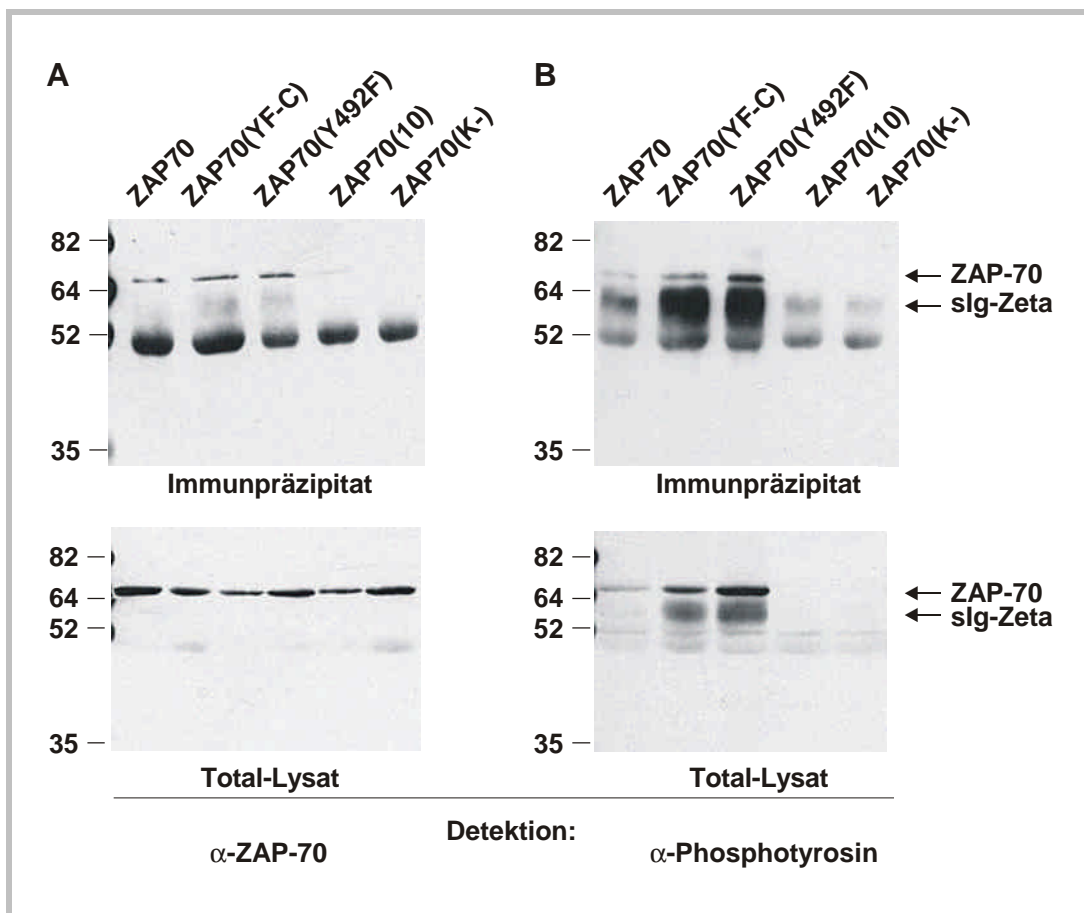 A
B
ZAP70
ZAP70(YF-C)
ZAP70(Y492F)
ZAP70(10)
ZAP70(K-)
ZAP70
ZAP70(YF-C)
ZAP70(Y492F)
ZAP70(10)
ZAP70(K-)
82
64
52
35
82
64
52
35
ZAP-70
sIg-Zeta
Immunpräzipitat
Immunpräzipitat
82
64
52
35
82
64
52
35
ZAP-70
sIg-Zeta
Total-Lysat
Total-Lysat
Detektion:
α-ZAP-70
α-Phosphotyrosin